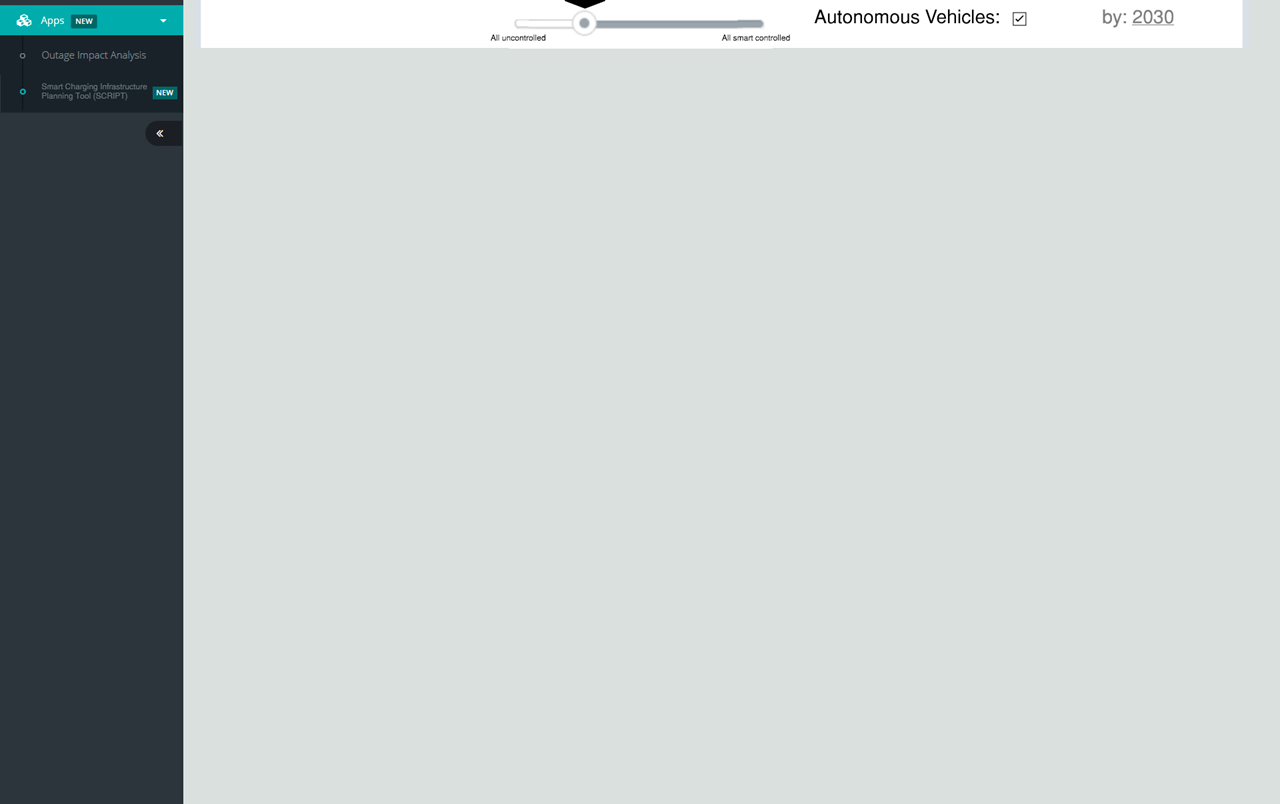 Apps NEW
Outage Impact Analysis
Smart Charging Infrastructure
Planning Tool (SCRIPT) NEW
All uncontrolled
All smart controlled
Autonomous Vehicles:
by: 2030